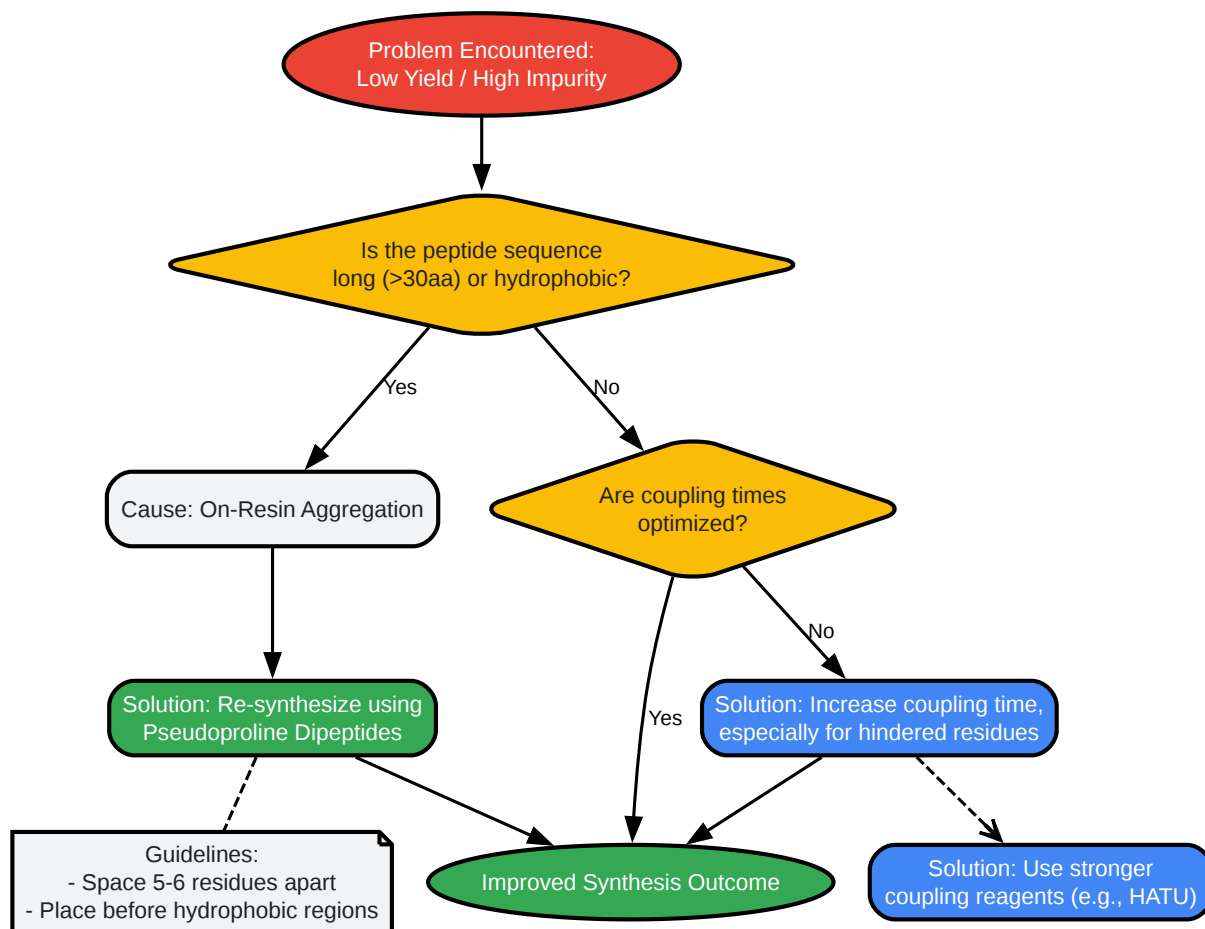 Problem Encountered:
Low Yield / High Impurity
Is the peptide sequence
long (>30aa) or hydrophobic?
Yes
No
Cause: On-Resin Aggregation
Are coupling times
optimized?
No
Solution: Re-synthesize using
Pseudoproline Dipeptides
Yes
Solution: Increase coupling time,
especially for hindered residues
Guidelines:
- Space 5-6 residues apart
- Place before hydrophobic regions
Improved Synthesis Outcome
Solution: Use stronger
coupling reagents (e.g., HATU)